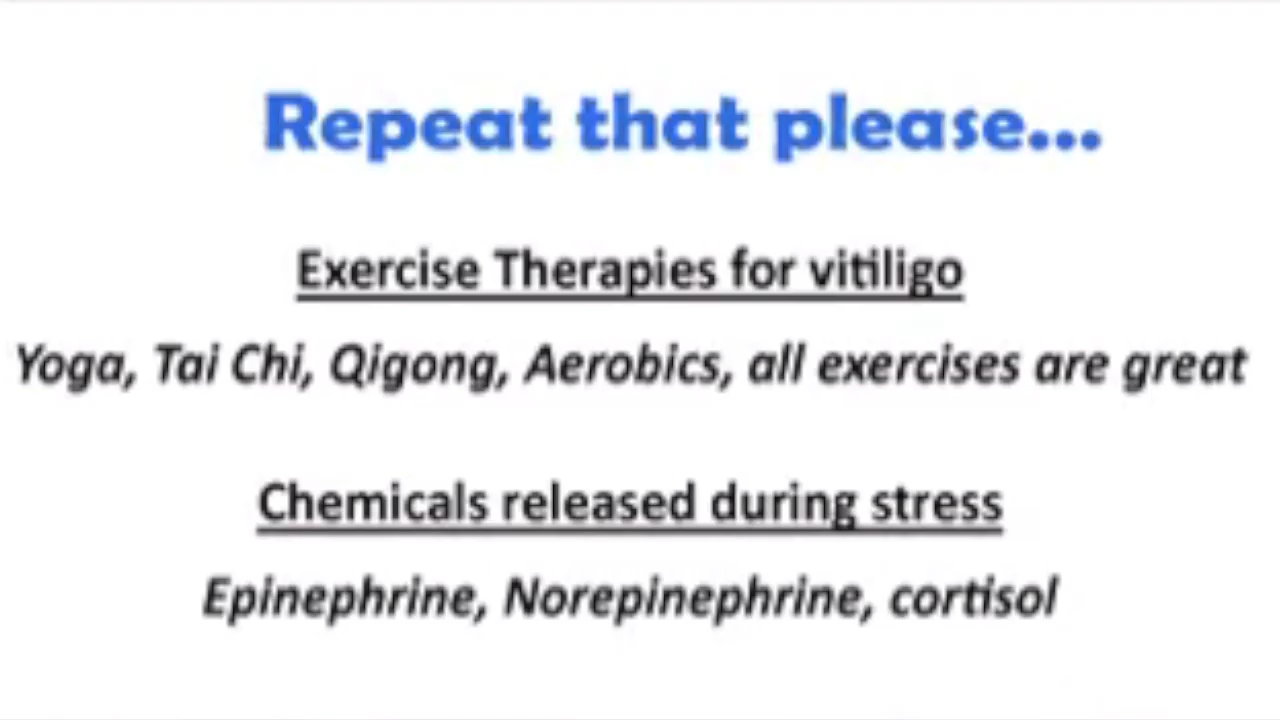 Repeat that please...
Exercise Therapies for vitiligo
Yoga, Tai Chi, Qigong, Aerobics, all exercises are great
Chemicals released during stress
Epinephrine, Norepinephrine, cortisol